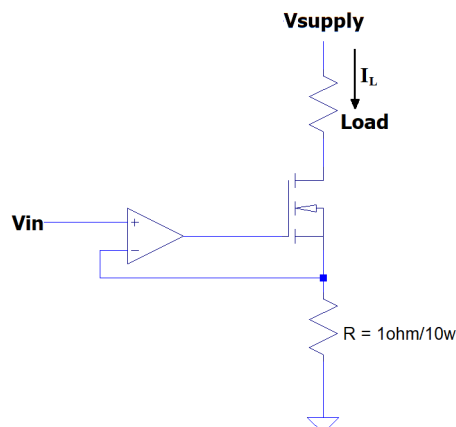 Vsupply
IL
Load
Vin
+
−
R = 1ohm/10w